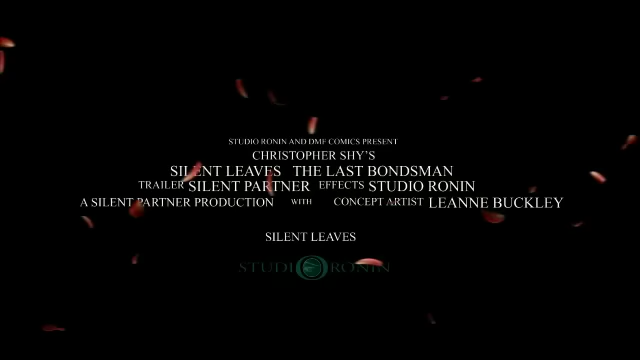 STUDIO RONIN AND DMF COMICS PRESENT
CHRISTOPHER SHY'S
SILENT LEAVES THE LAST BONDSMAN
TRAILER SILENT PARTNER EFFECTS STUDIO RONIN
A SILENT PARTNER PRODUCTION WITH CONCEPT ARTIST LEANNE BUCKLEY
SILENT LEAVES
STUDIO RONIN